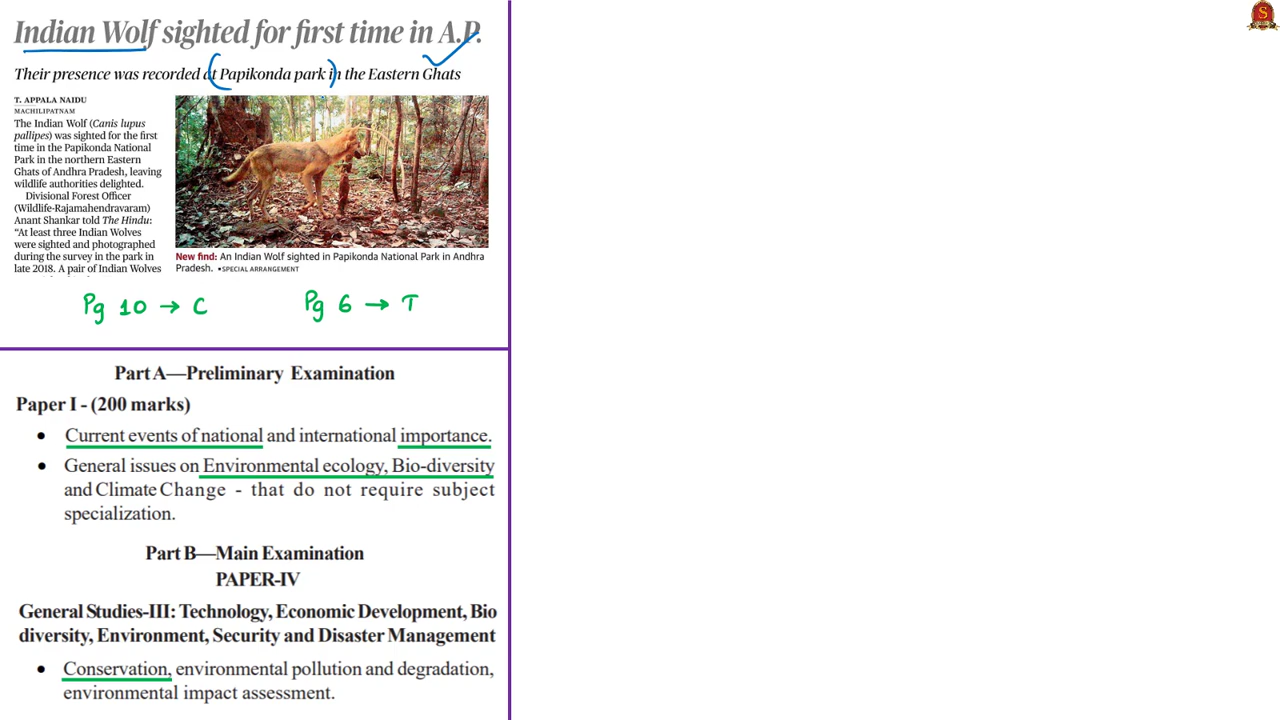 Indian Wolf sighted for first time in A.P.
Their presence was recorded at Papikonda park in the Eastern Ghats
T. APPALA NAIDU
MACHILIPATNAM
The Indian Wolf (Canis lupus
pallipes) was sighted for the first
time in the Papikonda National
Park in the northern Eastern
Ghats of Andhra Pradesh, leaving
wildlife authorities delighted.
Divisional Forest Officer
(Wildlife-Rajamahendravaram)
Anant Shankar told The Hindu:
“At least three Indian Wolves
were sighted and photographed
during the survey in the park in
late 2018. A pair of Indian Wolves
New find: An Indian Wolf sighted in Papikonda National Park in Andhra
Pradesh. ▪SPECIAL ARRANGEMENT
Pg 10 → C
Pg 6 → T
Part A—Preliminary Examination
Paper I - (200 marks)
• Current events of national and international importance.
• General issues on Environmental ecology, Bio-diversity
and Climate Change - that do not require subject
specialization.
Part B—Main Examination
PAPER-IV
General Studies-III: Technology, Economic Development, Bio
diversity, Environment, Security and Disaster Management
• Conservation, environmental pollution and degradation,
environmental impact assessment.
S